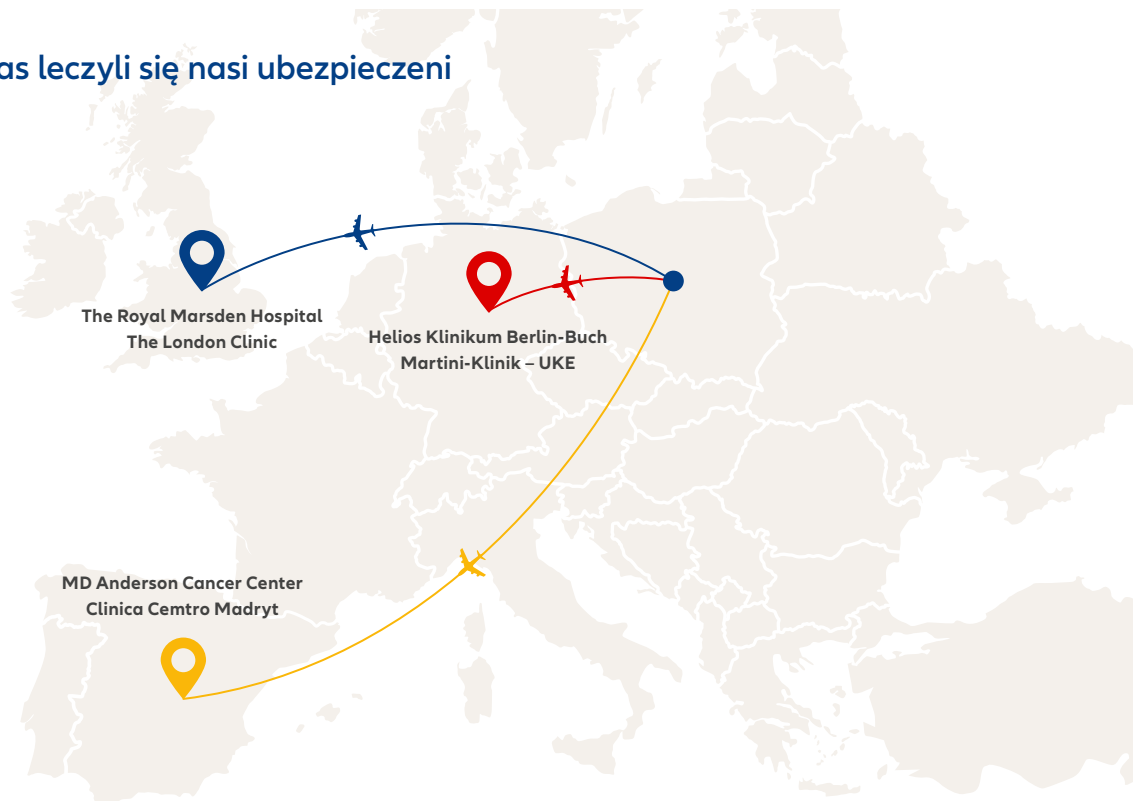 as leczyli się nasi ubezpieczeni
The Royal Marsden Hospital
The London Clinic
Helios Klinikum Berlin-Buch
Martini-Klinik – UKE
MD Anderson Cancer Center
Clinica Cemtro Madryt